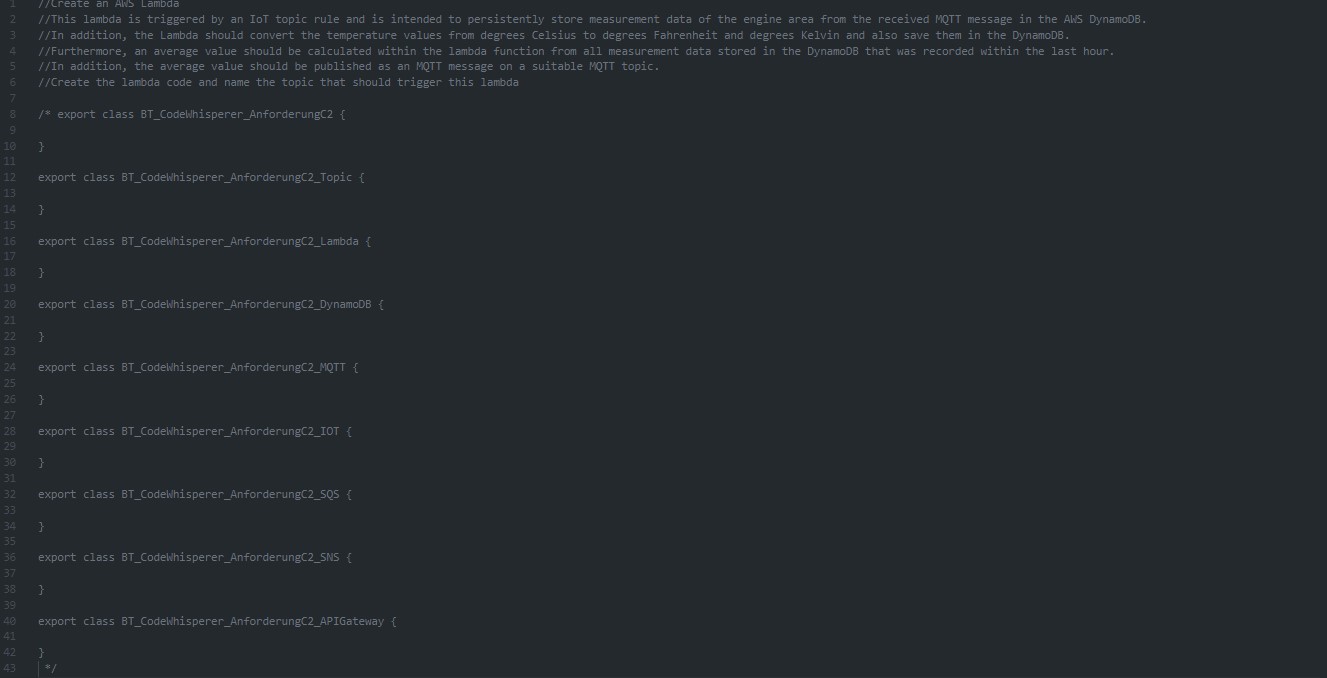 1 //Create an AWS Lambda
2 //This lambda is triggered by an IoT topic rule and is intended to persistently store measurement data of the engine area from the received MQTT message in the AWS DynamoDB.
3 //In addition, the Lambda should convert the temperature values from degrees Celsius to degrees Fahrenheit and degrees Kelvin and also save them in the DynamoDB.
4 //Furthermore, an average value should be calculated within the lambda function from all measurement data stored in the DynamoDB that was recorded within the last hour.
5 //In addition, the average value should be published as an MQTT message on a suitable MQTT topic.
6 //Create the lambda code and name the topic that should trigger this lambda
7
8 /* export class BT_CodeWhisperer_AnforderungC2 {
9
10 }
11
12 export class BT_CodeWhisperer_AnforderungC2_Topic {
13
14 }
15
16 export class BT_CodeWhisperer_AnforderungC2_Lambda {
17
18 }
19
20 export class BT_CodeWhisperer_AnforderungC2_DynamoDB {
21
22 }
23
24 export class BT_CodeWhisperer_AnforderungC2_MQTT {
25
26 }
27
28 export class BT_CodeWhisperer_AnforderungC2_IOT {
29
30 }
31
32 export class BT_CodeWhisperer_AnforderungC2_SQS {
33
34 }
35
36 export class BT_CodeWhisperer_AnforderungC2_SNS {
37
38 }
39
40 export class BT_CodeWhisperer_AnforderungC2_APIGateway {
41
42 }
43 */